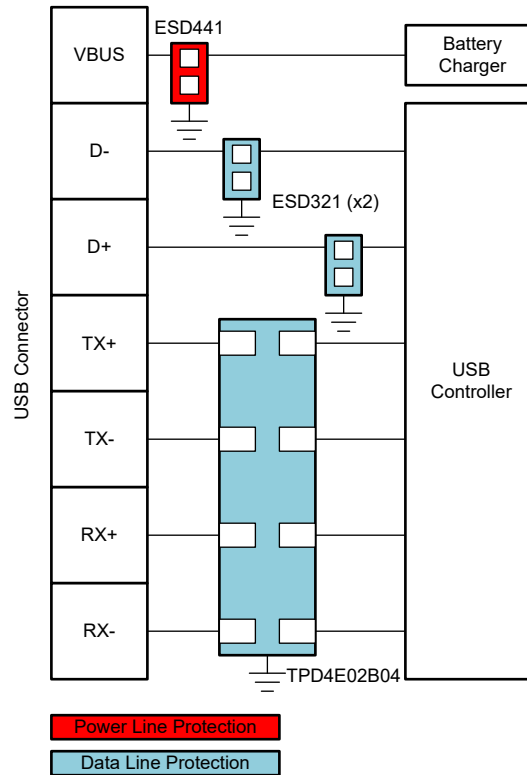 ESD441
VBUS
Battery
Charger
D-
ESD321 (x2)
D+
USB Connector
TX+
USB
Controller
TX-
RX+
RX-
TPD4E02B04
Power Line Protection
Data Line Protection